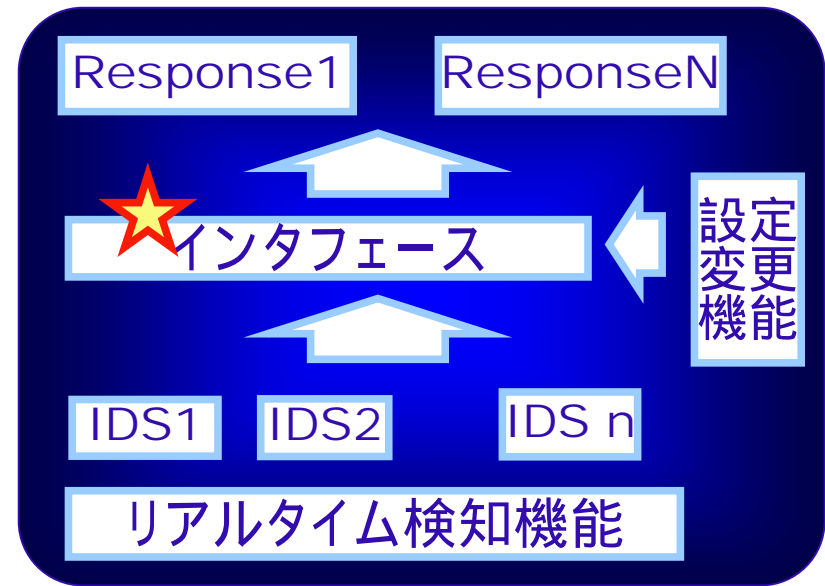 Response1
ResponseN
インタフェース
設定
変更
機能
IDS1
IDS2
IDS n
リアルタイム検知機能